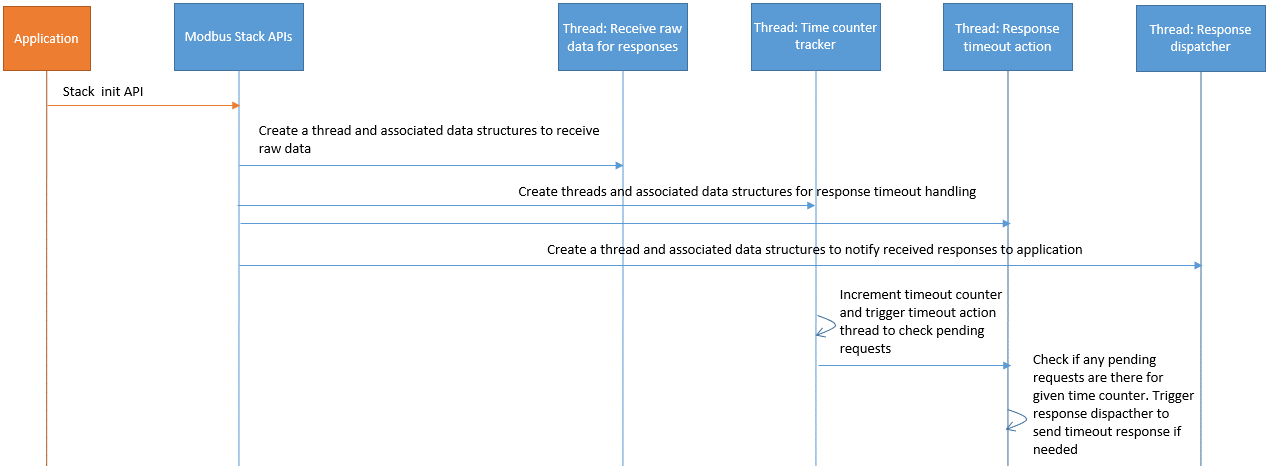 Application
Modbus Stack APIs
Thread: Receive raw
data for responses
Thread: Time counter
tracker
Thread: Response
timeout action
Thread: Response
dispatcher
Stack init API
Create a thread and associated data structures to receive
raw data
Create threads and associated data structures for response timeout handling
Create a thread and associated data structures to notify received responses to application
Increment timeout counter
and trigger timeout action
thread to check pending
requests
Check if any pending
requests are there for
given time counter. Trigger
response dispacther to
send timeout response if
needed